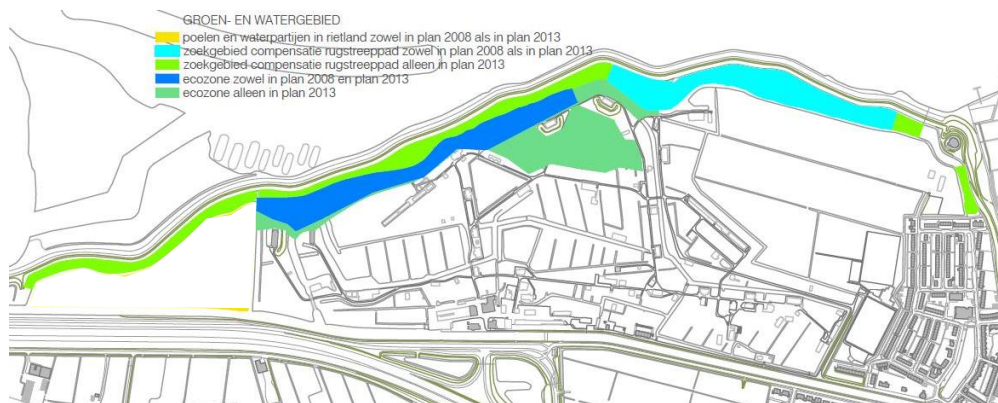 GROEN- EN WATERGEBIED
poelen en waterpartijen in rietland zowel in plan 2008 als in plan 2013
zoekgebied compensatie rugstreeppad zowel in plan 2008 als in plan 2013
zoekgebied compensatie rugstreeppad alleen in plan 2013
ecozone zowel in plan 2008 en plan 2013
ecozone alleen in plan 2013